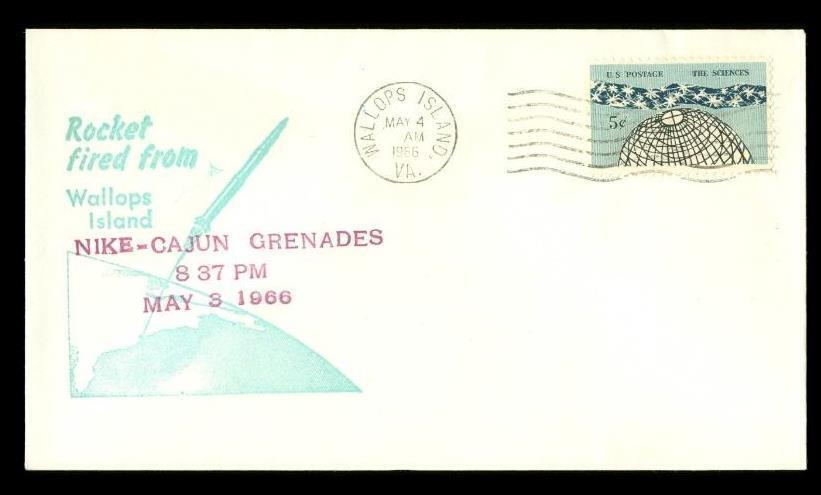 Rocket
fired from
Wallops
Island
NIKE-CAJUN GRENADES
8 37 PM
MAY 3 1966
WALLOPS ISLAND,
MAY 4
AM
1966
VA.
U S POSTAGE THE SCIENCES
5¢